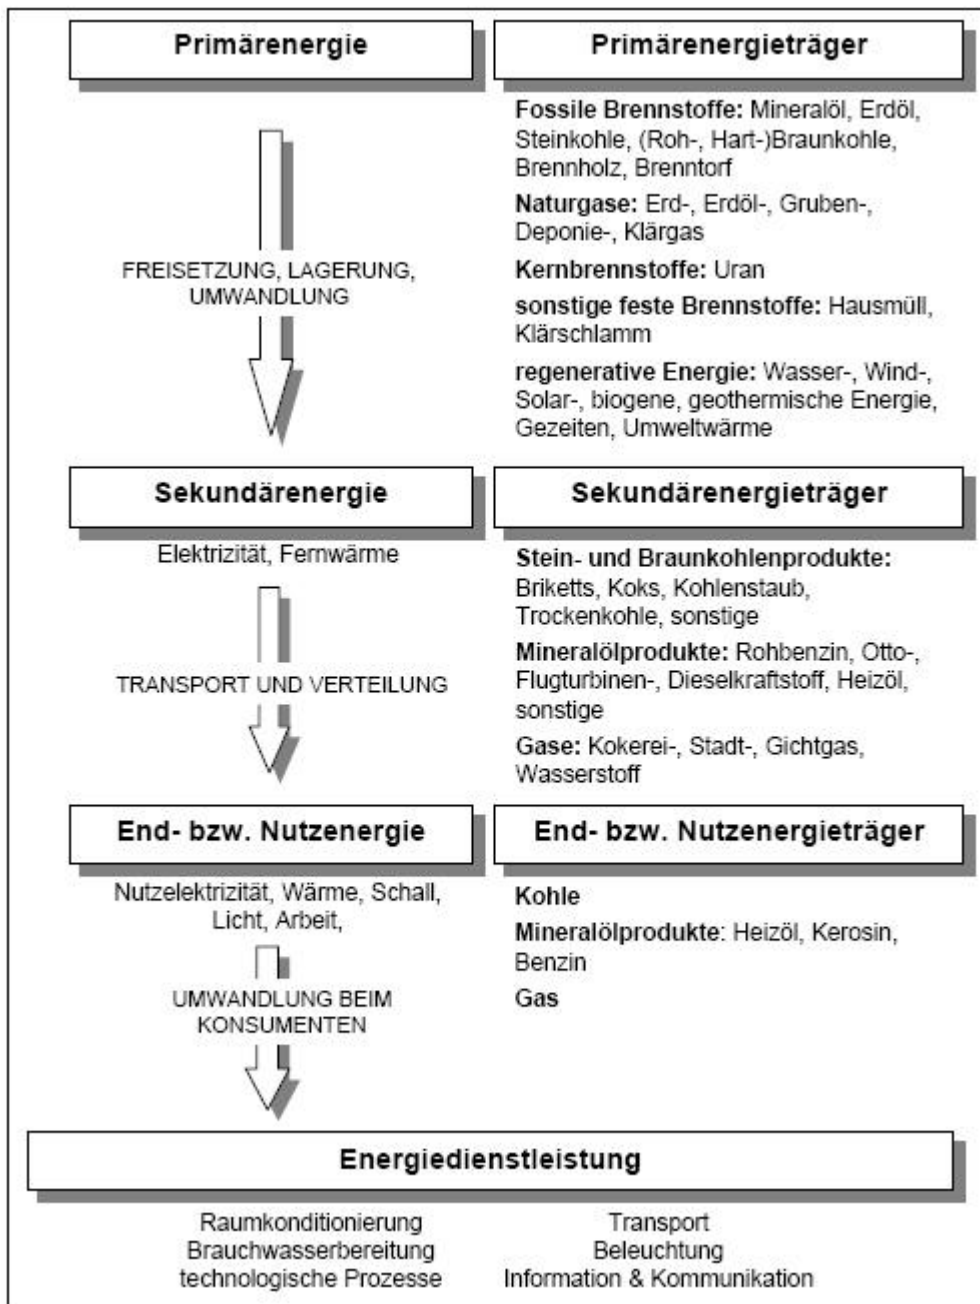 Primärenergie
Primärenergieträger
Fossile Brennstoffe: Mineralöl, Erdöl,
Steinkohle, (Roh-, Hart-)Braunkohle,
Brennholz, Brenntorf
Naturgase: Erd-, Erdöl-, Gruben-,
Deponie-, Klärgas
FREISETZUNG, LAGERUNG,
UMWANDLUNG
Kernbrennstoffe: Uran
sonstige feste Brennstoffe: Hausmüll,
Klärschlamm
regenerative Energie: Wasser-, Wind-,
Solar-, biogene, geothermische Energie,
Gezeiten, Umweltwärme
Sekundärenergie
Sekundärenergieträger
Elektrizität, Fernwärme
Stein- und Braunkohlenprodukte:
Briketts, Koks, Kohlenstaub,
Trockenkohle, sonstige
TRANSPORT UND VERTEILUNG
Mineralölprodukte: Rohbenzin, Otto-,
Flugturbinen-, Dieselkraftstoff, Heizöl,
sonstige
Gase: Kokerei-, Stadt-, Gichtgas,
Wasserstoff
End- bzw. Nutzenergie
End- bzw. Nutzenergieträger
Nutzelektrizität, Wärme, Schall,
Licht, Arbeit,
Kohle
Mineralölprodukte: Heizöl, Kerosin,
Benzin
Gas
UMWANDLUNG BEIM
KONSUMENTEN
Energiedienstleistung
Raumkonditionierung
Brauchwasserbereitung
technologische Prozesse
Transport
Beleuchtung
Information & Kommunikation